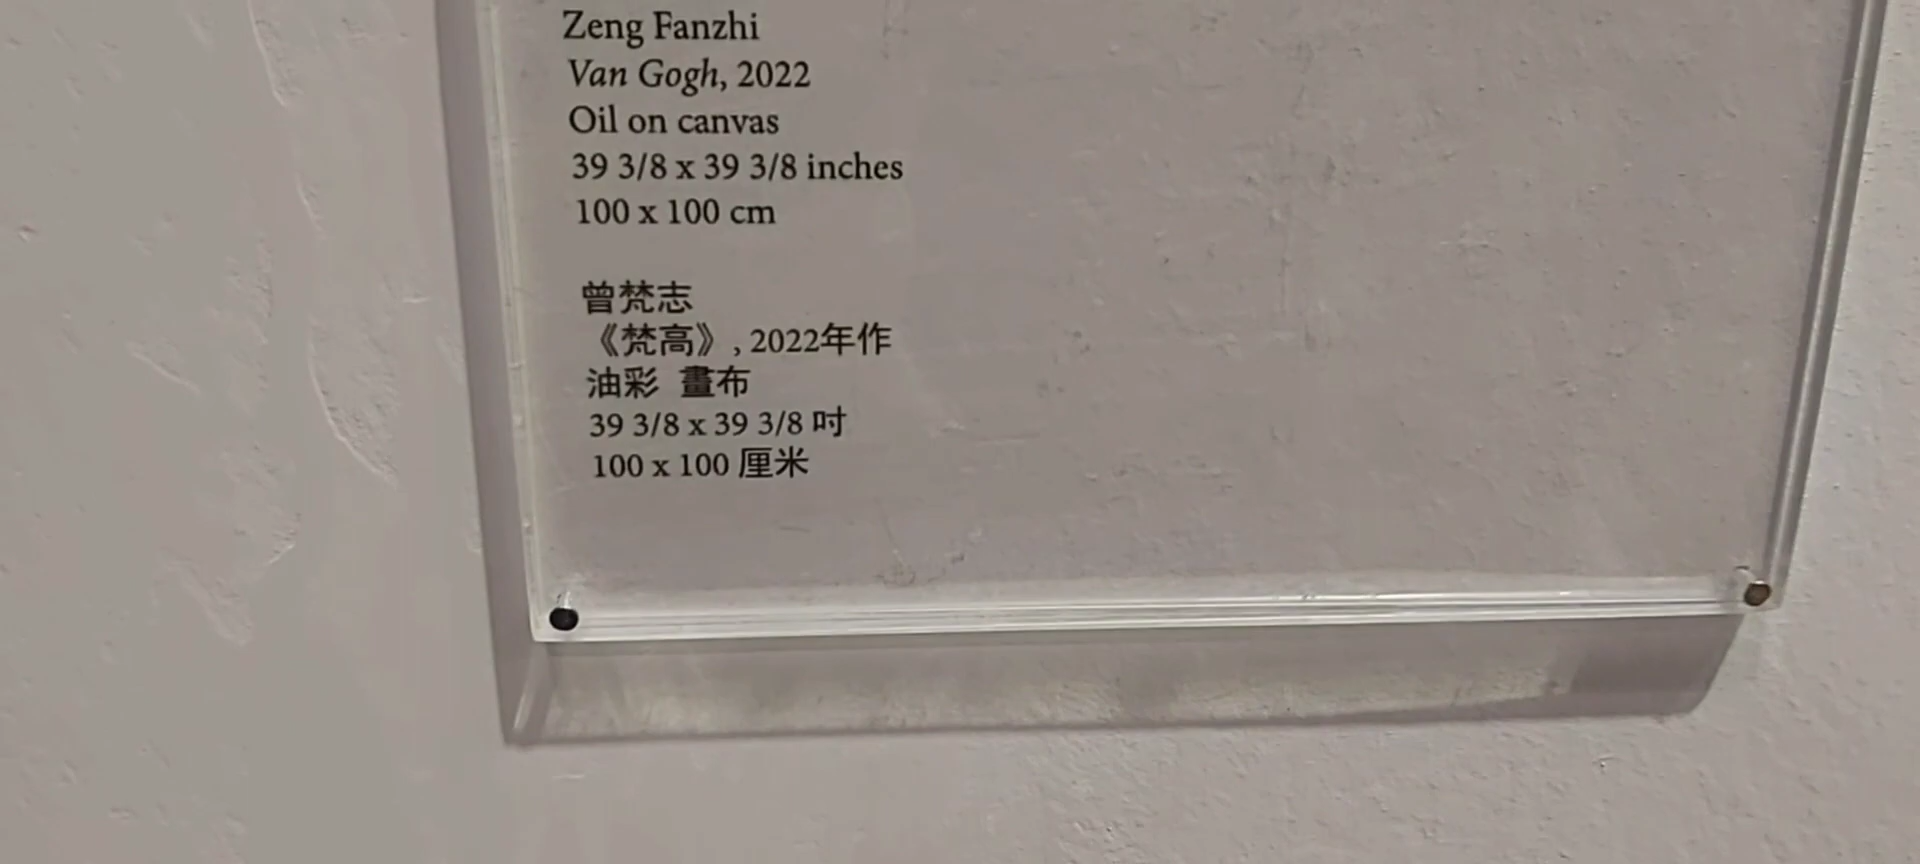 Zeng Fanzhi
Van Gogh, 2022
Oil on canvas
39 3/8 x 39 3/8 inches
100 x 100 cm
曾梵志
《梵高》, 2022年作
油彩 畫布
39 3/8 x 39 3/8 吋
100 x 100 厘米